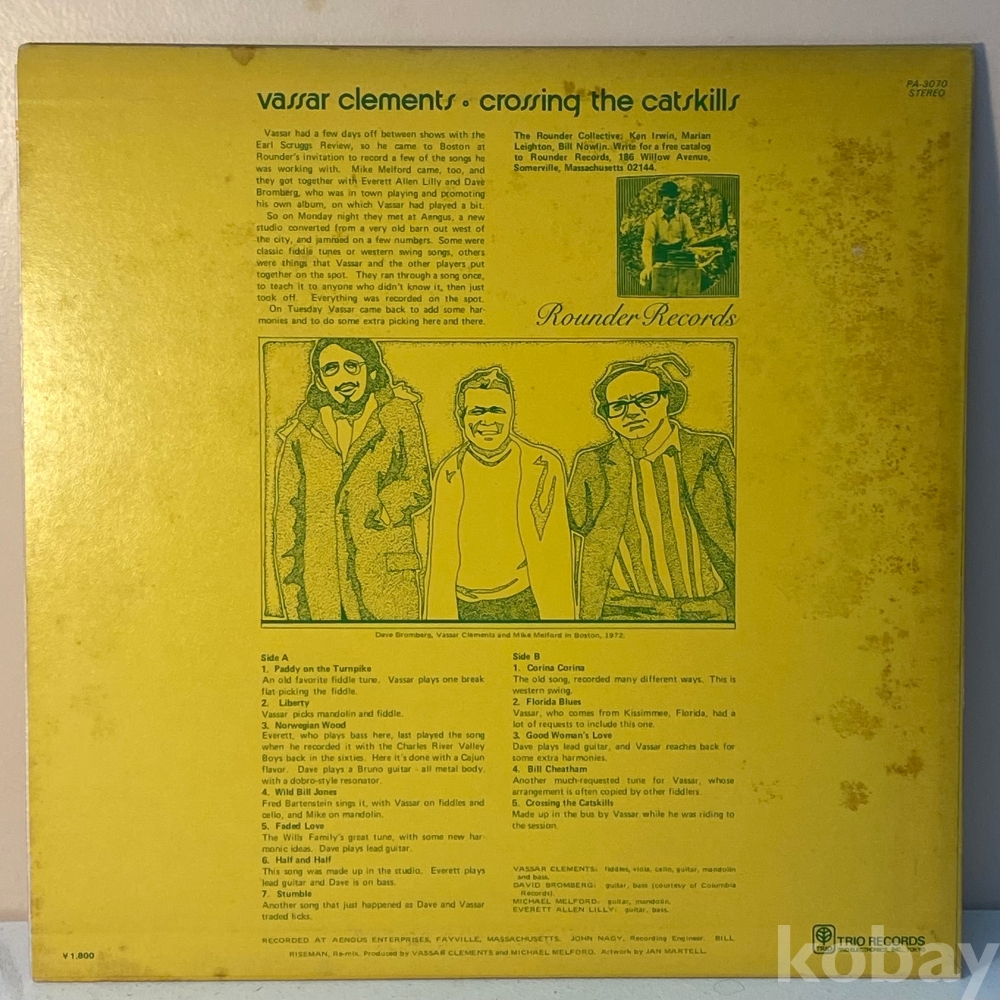 PA-3070
STEREO
vassar clements • crossing the catskills
Vassar had a few days off between shows with the
Earl Scruggs Review, so he came to Boston at
Rounder's invitation to record a few of the songs he
was working with. Mike Melford came, too, and
they got together with Everett Allen Lilly and Dave
Bromberg, who was in town playing and promoting
his own album, on which Vassar had played a bit.
So on Monday night they met at Aengus, a new
studio converted from a very old barn out west of
the city, and jammed on a few numbers. Some were
classic fiddle tunes or western swing songs, others
were things that Vassar and the other players put
together on the spot. They ran through a song once,
to teach it to anyone who didn't know it, then just
took off. Everything was recorded on the spot.
On Tuesday Vassar came back to add some har-
monies and to do some extra picking here and there.
The Rounder Collective: Ken Irwin, Marian
Leighton, Bill Nowlin. Write for a free catalog
to Rounder Records, 186 Willow Avenue,
Somerville, Massachusetts 02144.
Rounder Records
Dave Bromberg, Vassar Clements and Mike Melford in Boston, 1972.
Side A
1. Paddy on the Turnpike
An old favorite fiddle tune. Vassar plays one break
flat-picking the fiddle.
2. Liberty
Vassar picks mandolin and fiddle.
3. Norwegian Wood
Everett, who plays bass here, last played the song
when he recorded it with the Charles River Valley
Boys back in the sixties. Here it's done with a Cajun
flavor. Dave plays a Bruno guitar - all metal body,
with a dobro-style resonator.
4. Wild Bill Jones
Fred Bartenstein sings it, with Vassar on fiddles and
cello, and Mike on mandolin.
5. Faded Love
The Wills Family's great tune, with some new har-
monic ideas. Dave plays lead guitar.
6. Half and Half
This song was made up in the studio. Everett plays
lead guitar and Dave is on bass.
7. Stumble
Another song that just happened as Dave and Vassar
traded licks.
Side B
1. Corina Corina
The old song, recorded many different ways. This is
western swing.
2. Florida Blues
Vassar, who comes from Kissimmee, Florida, had a
lot of requests to include this one.
3. Good Woman's Love
Dave plays lead guitar, and Vassar reaches back for
some extra harmonies.
4. Bill Cheatham
Another much-requested tune for Vassar, whose
arrangement is often copied by other fiddlers.
5. Crossing the Catskills
Made up in the bus by Vassar while he was riding to
the session.
VASSAR CLEMENTS: fiddles, viola, cello, guitar, mandolin
and bass.
DAVID BROMBERG: guitar, bass (courtesy of Columbia
Records).
MICHAEL MELFORD: guitar, mandolin.
EVERETT ALLEN LILLY: guitar, bass.
RECORDED AT AENGUS ENTERPRISES, FAYVILLE, MASSACHUSETTS. JOHN NAGY, Recording Engineer. BILL
RISEMAN, Re-mix. Produced by VASSAR CLEMENTS and MICHAEL MELFORD. Artwork by JAN MARTELL.
¥1,800
TRIO
TRIO RECORDS
TRIO ELECTRONICS, INC., TOKYO
kobay